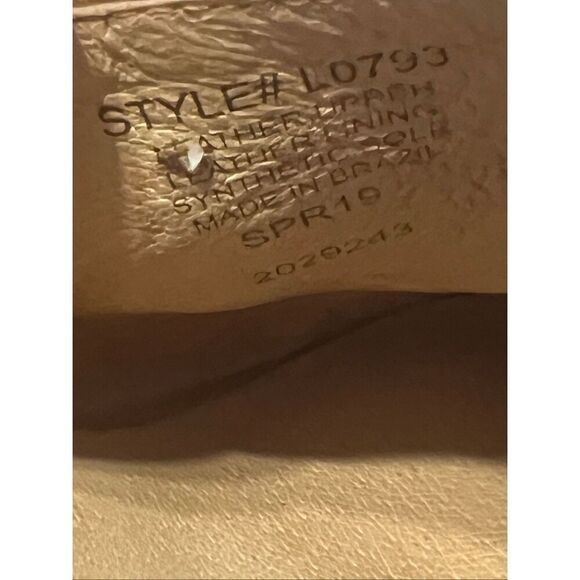 STYLE# L0793
LEATHER UPPER
LEATHER LINING
SYNTHETIC SOLE
MADE IN BRAZIL
SPR19
2029243